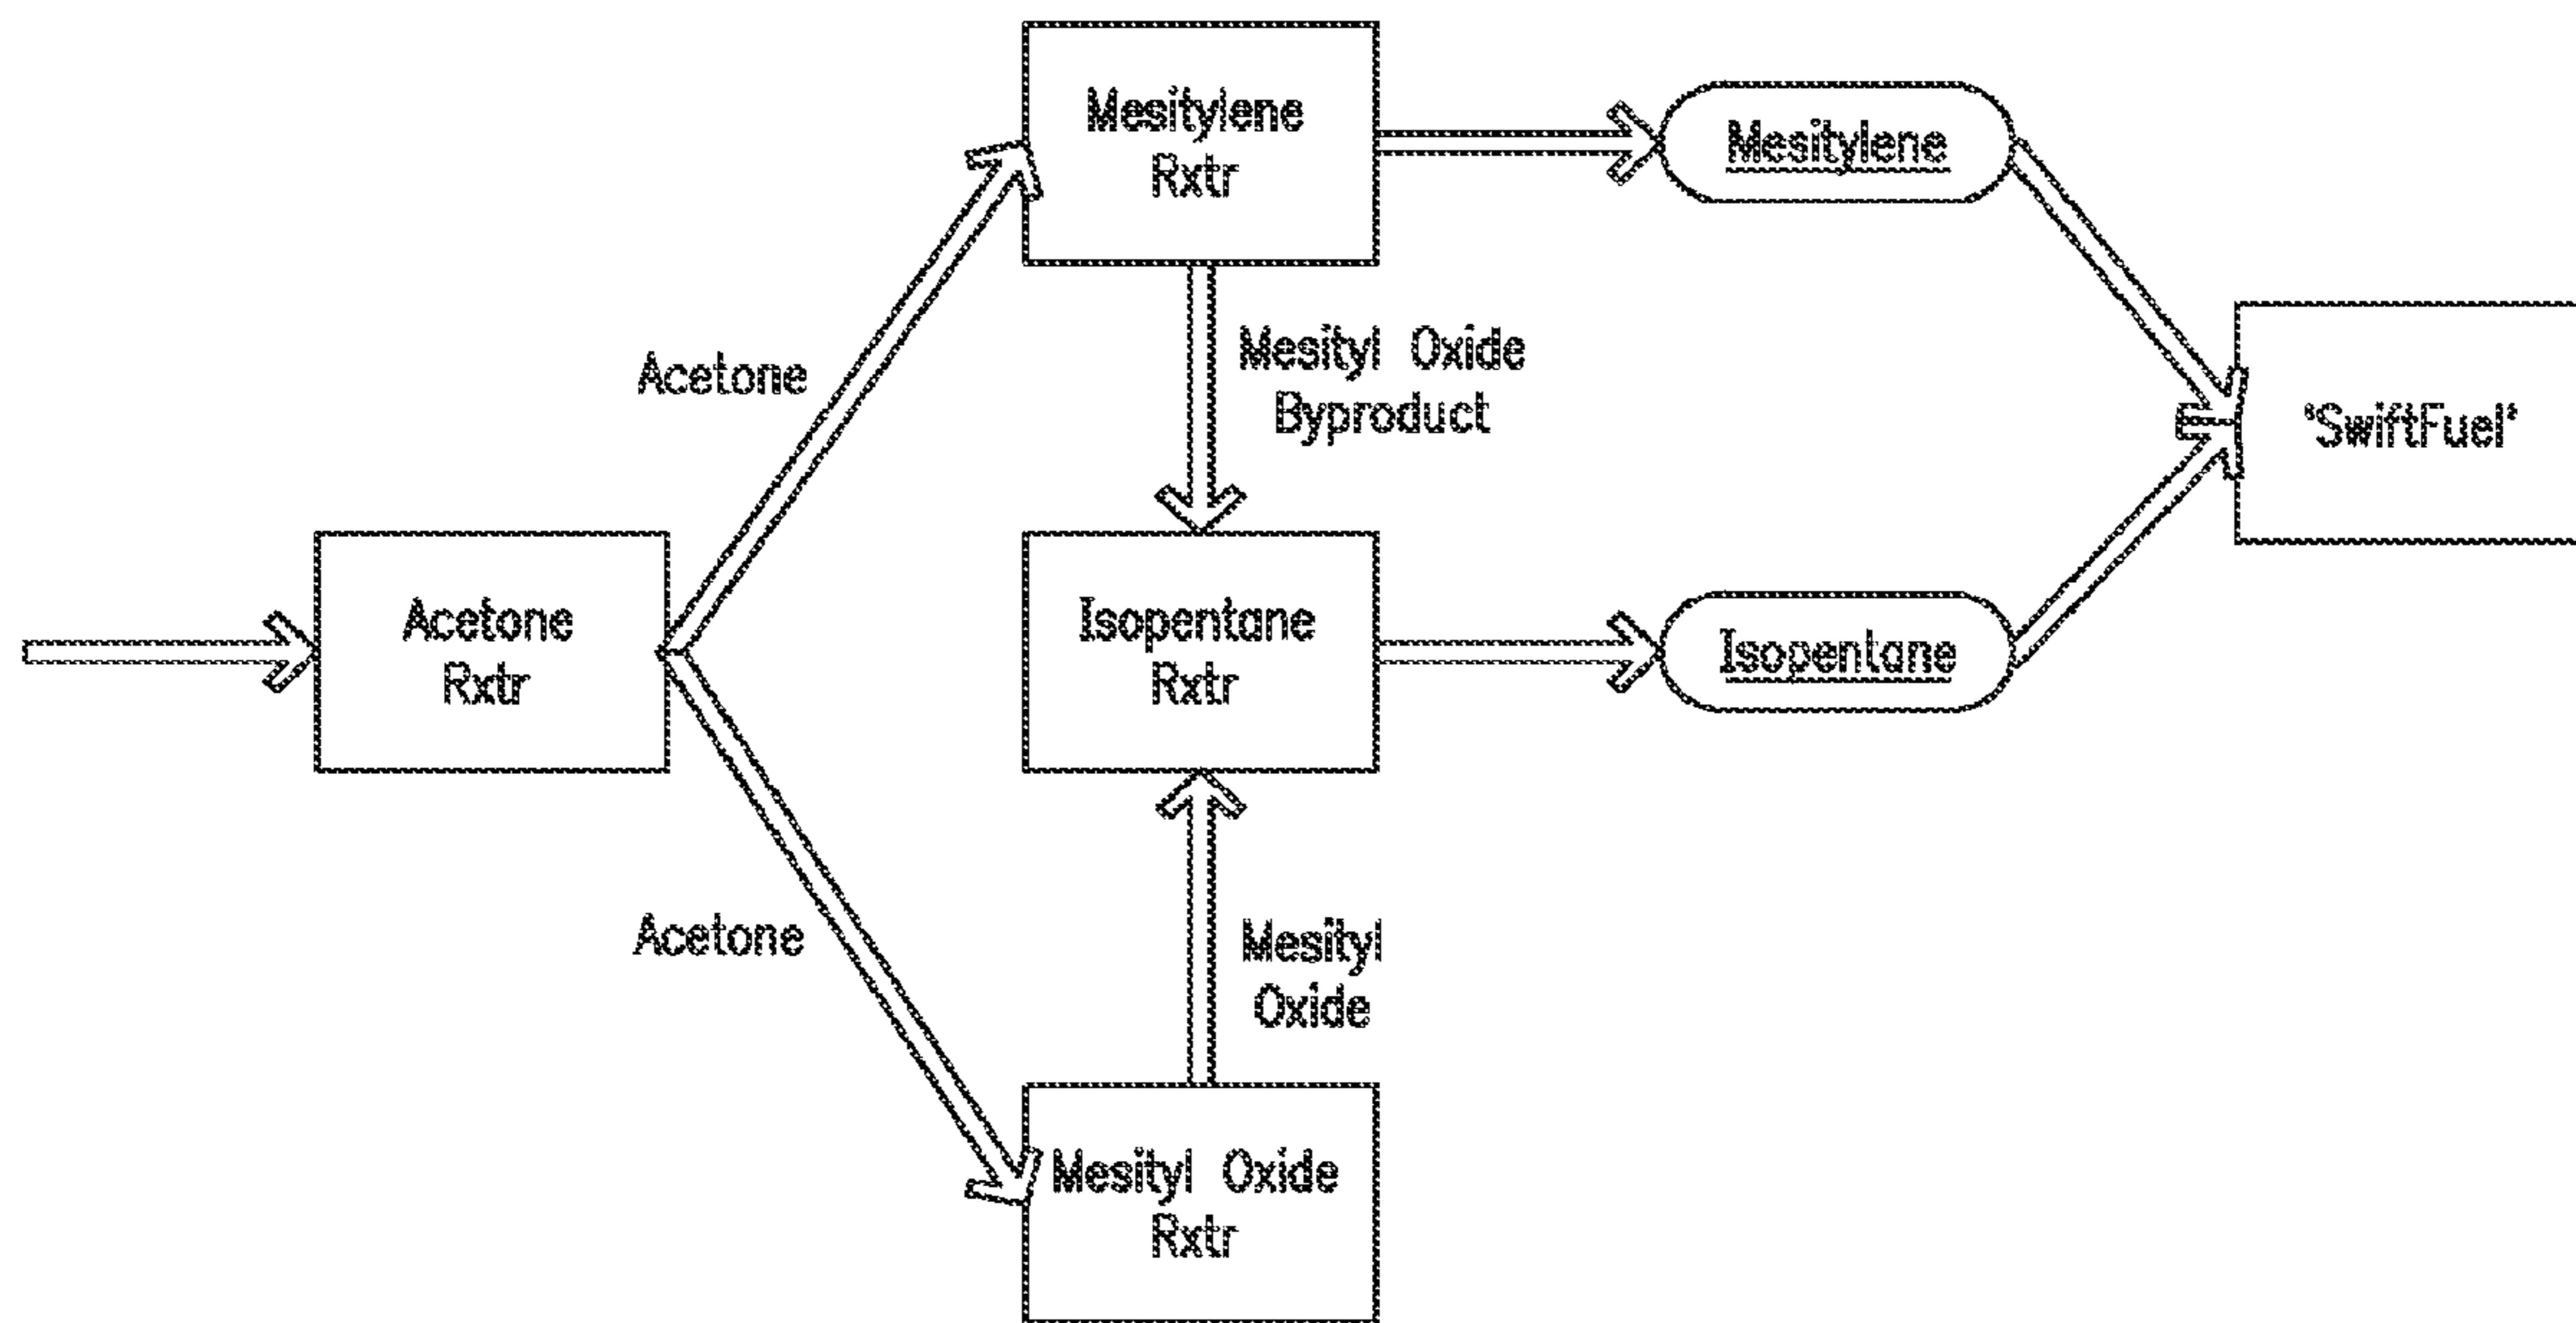 Mesitylene
Rxtr
Mesitylene
Acetone
Mesityl Oxide
Byproduct
'SwiftFuel'
Acetone
Rxtr
Isopentane
Rxtr
Isopentane
Acetone
Mesityl
Oxide
Mesityl Oxide
Rxtr